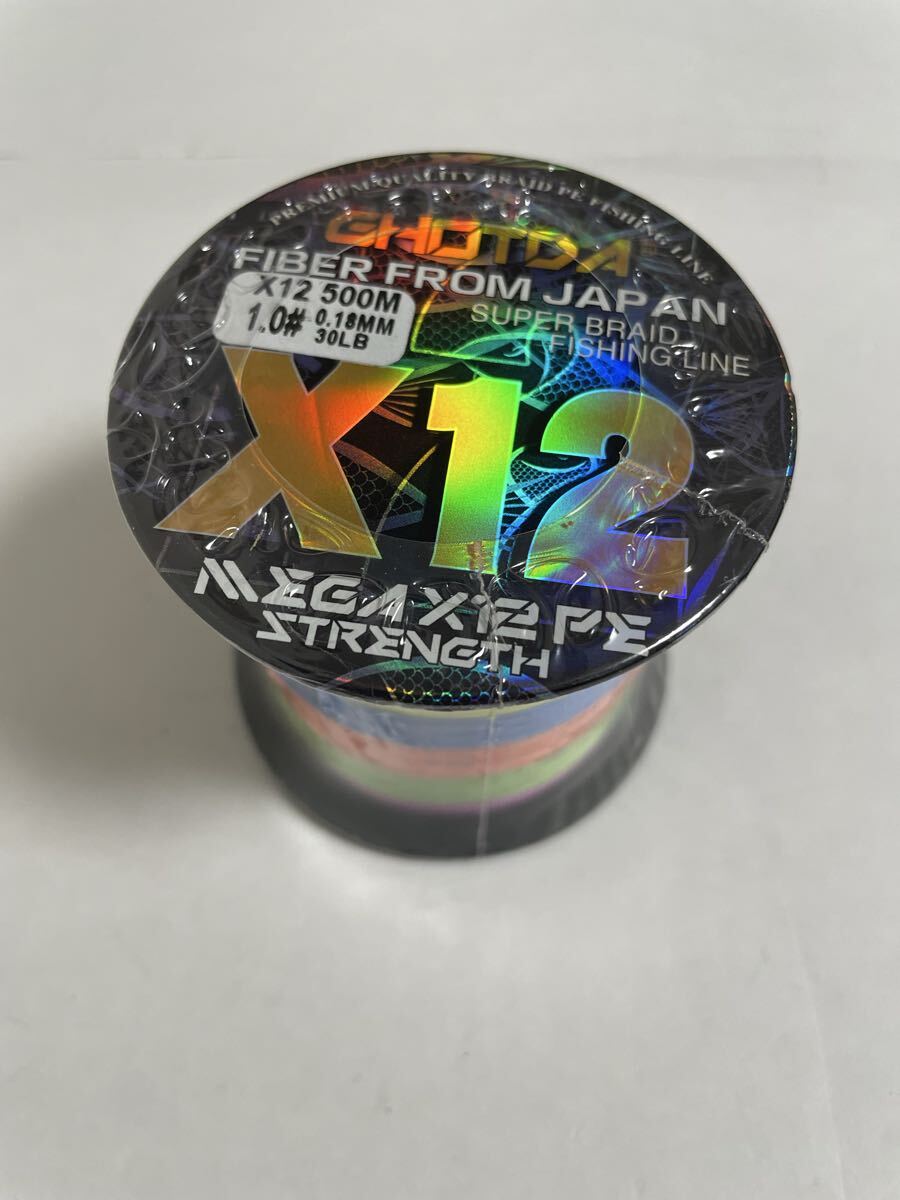 PREMIUM QUALITY BRAID PE FISHING LINE
GHOTDA
FIBER FROM JAPAN
X12 500M
1.0# 0.18MM
30LB
SUPER BRAID
FISHING LINE
X12
MEGA X12 PE
STRENGTH